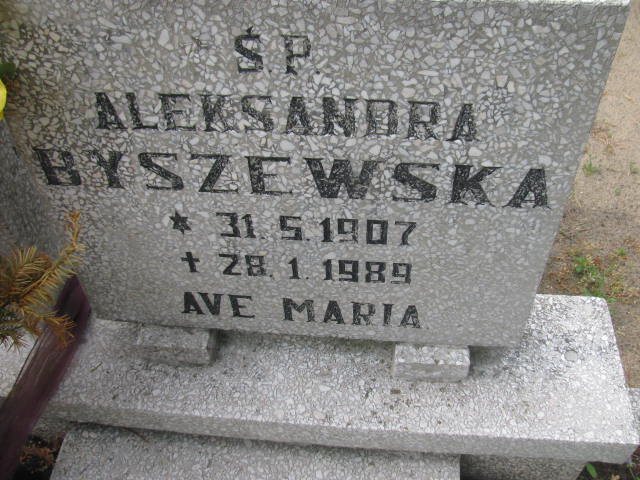 Ś.P.
ALEKSANDRA
BYSZEWSKA
* 31.5.1907
† 28.1.1989
AVE MARIA